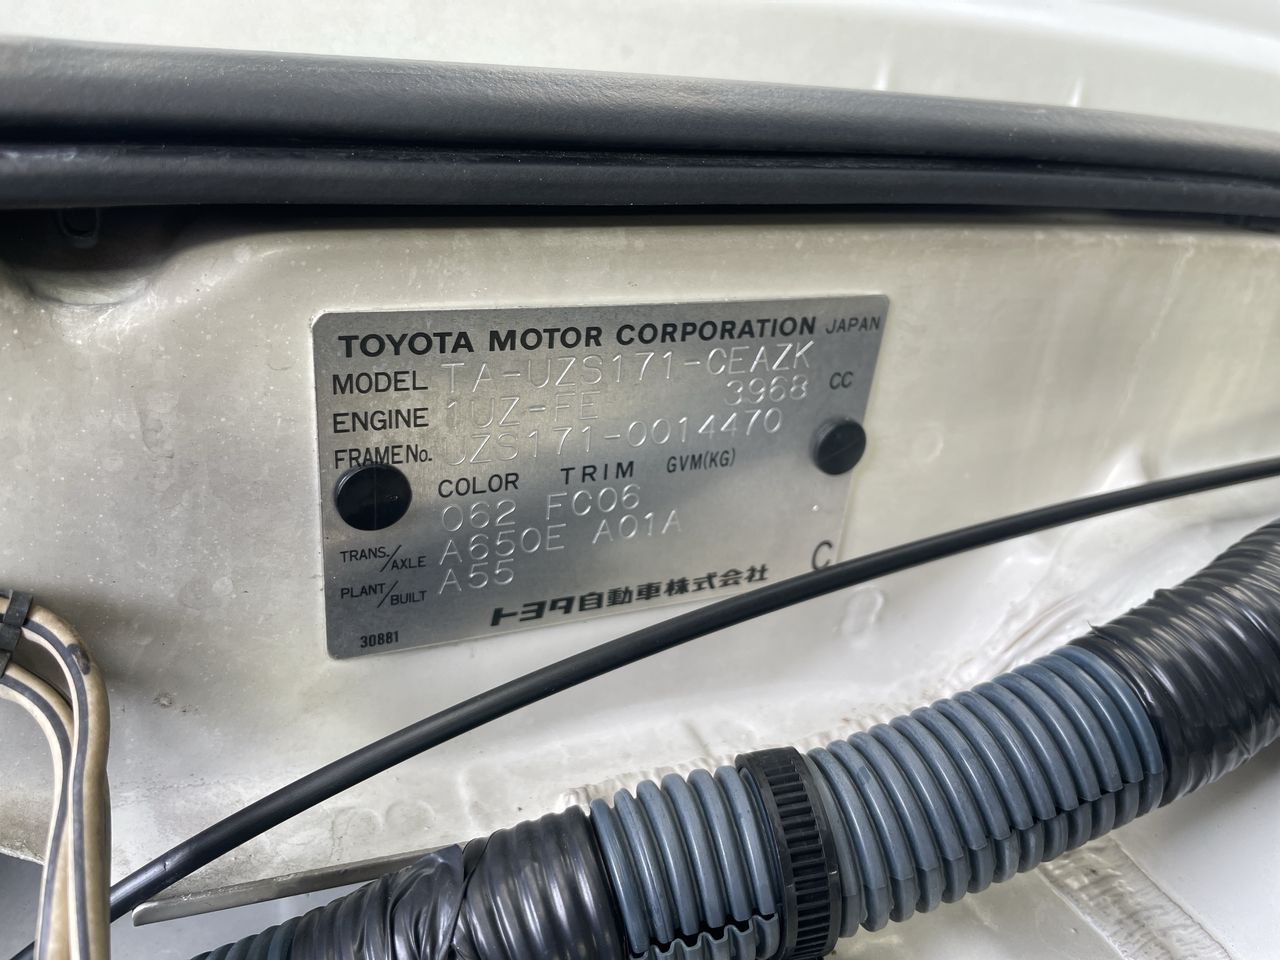 TOYOTA MOTOR CORPORATION JAPAN
MODEL TA-UZS171-CEAZK
ENGINE 1UZ-FE 3968 CC
FRAME No. UZS171-0014470
COLOR TRIM GVM(KG)
062 FC06
TRANS./AXLE A650E A01A
PLANT/BUILT A55
C
トヨタ自動車株式会社
30881